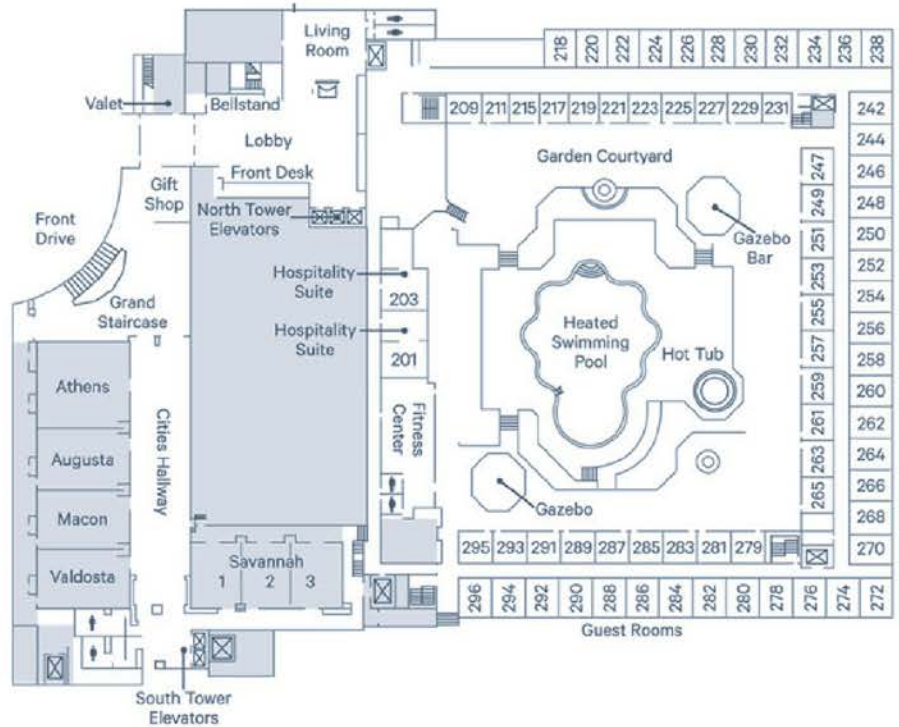 Living
Room
218 220 222 224 226 228 230 232 234 236 238
Valet
Bellstand
209 211 215 217 219 221 223 225 227 229 231
242
Lobby
244
Garden Courtyard
247
246
Front Desk
Gift
Shop
249
248
North Tower
Elevators
Front
Drive
251
250
Gazebo
Bar
253
252
Hospitality
Suite
203
255
254
Grand
Staircase
Hospitality
Suite
201
Heated
Swimming
Pool
257
256
Hot Tub
258
Athens
259
260
Cities Hallway
Fitness
Center
261
262
Augusta
263
264
265
266
Macon
Gazebo
268
295 293 291 289 287 285 283 281 279
270
Savannah
1 2 3
Valdosta
296 294 292 290 288 286 284 282 280 278 276 274 272
Guest Rooms
South Tower
Elevators